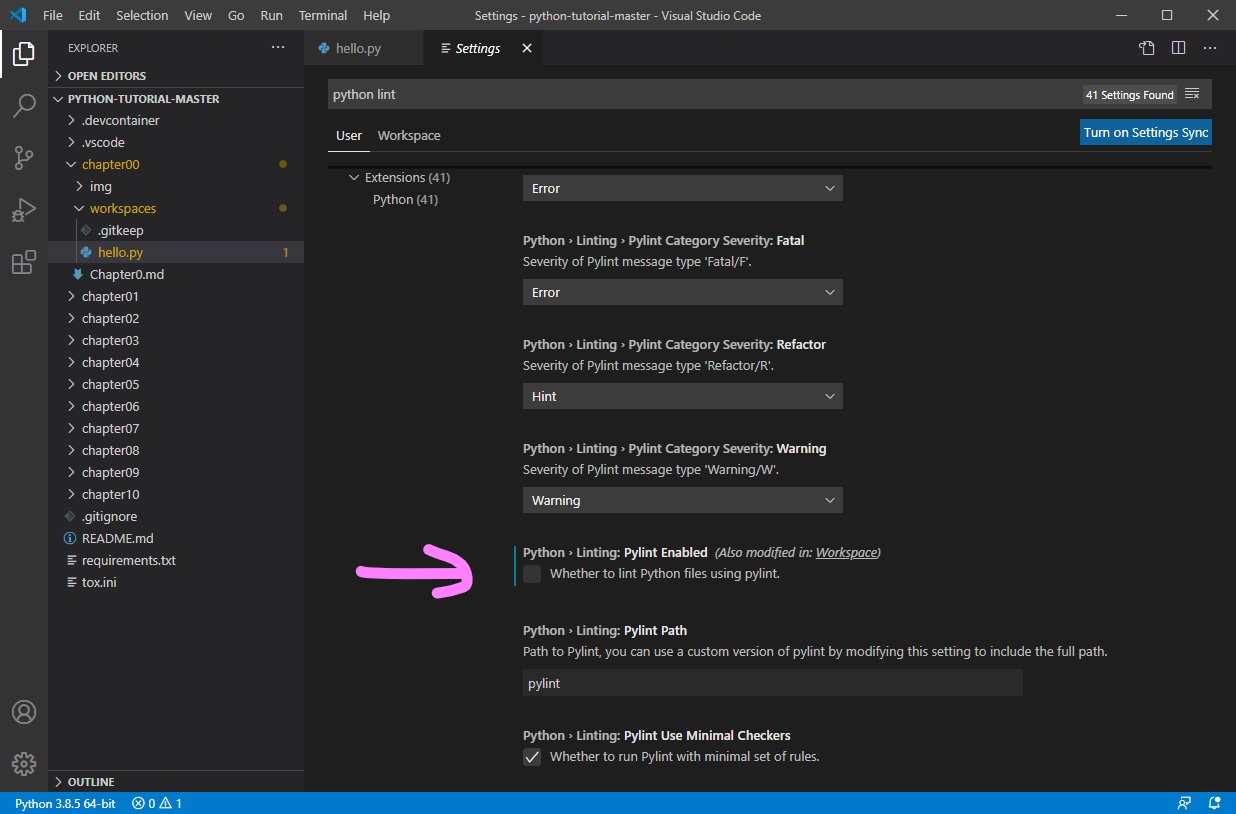 File Edit Selection View Go Run Terminal Help
Settings - python-tutorial-master - Visual Studio Code
EXPLORER
OPEN EDITORS
PYTHON-TUTORIAL-MASTER
.devcontainer
.vscode
chapter00
img
workspaces
.gitkeep
hello.py 1
Chapter0.md
chapter01
chapter02
chapter03
chapter04
chapter05
chapter06
chapter07
chapter08
chapter09
chapter10
.gitignore
README.md
requirements.txt
tox.ini
OUTLINE
hello.py Settings
python lint
41 Settings Found
User Workspace
Turn on Settings Sync
Extensions (41)
Python (41)
Error
Python › Linting › Pylint Category Severity: Fatal
Severity of Pylint message type 'Fatal/F'.
Error
Python › Linting › Pylint Category Severity: Refactor
Severity of Pylint message type 'Refactor/R'.
Hint
Python › Linting › Pylint Category Severity: Warning
Severity of Pylint message type 'Warning/W'.
Warning
Python › Linting: Pylint Enabled (Also modified in: Workspace)
Whether to lint Python files using pylint.
Python › Linting: Pylint Path
Path to Pylint, you can use a custom version of pylint by modifying this setting to include the full path.
pylint
Python › Linting: Pylint Use Minimal Checkers
Whether to run Pylint with minimal set of rules.
Python 3.8.5 64-bit 0 1